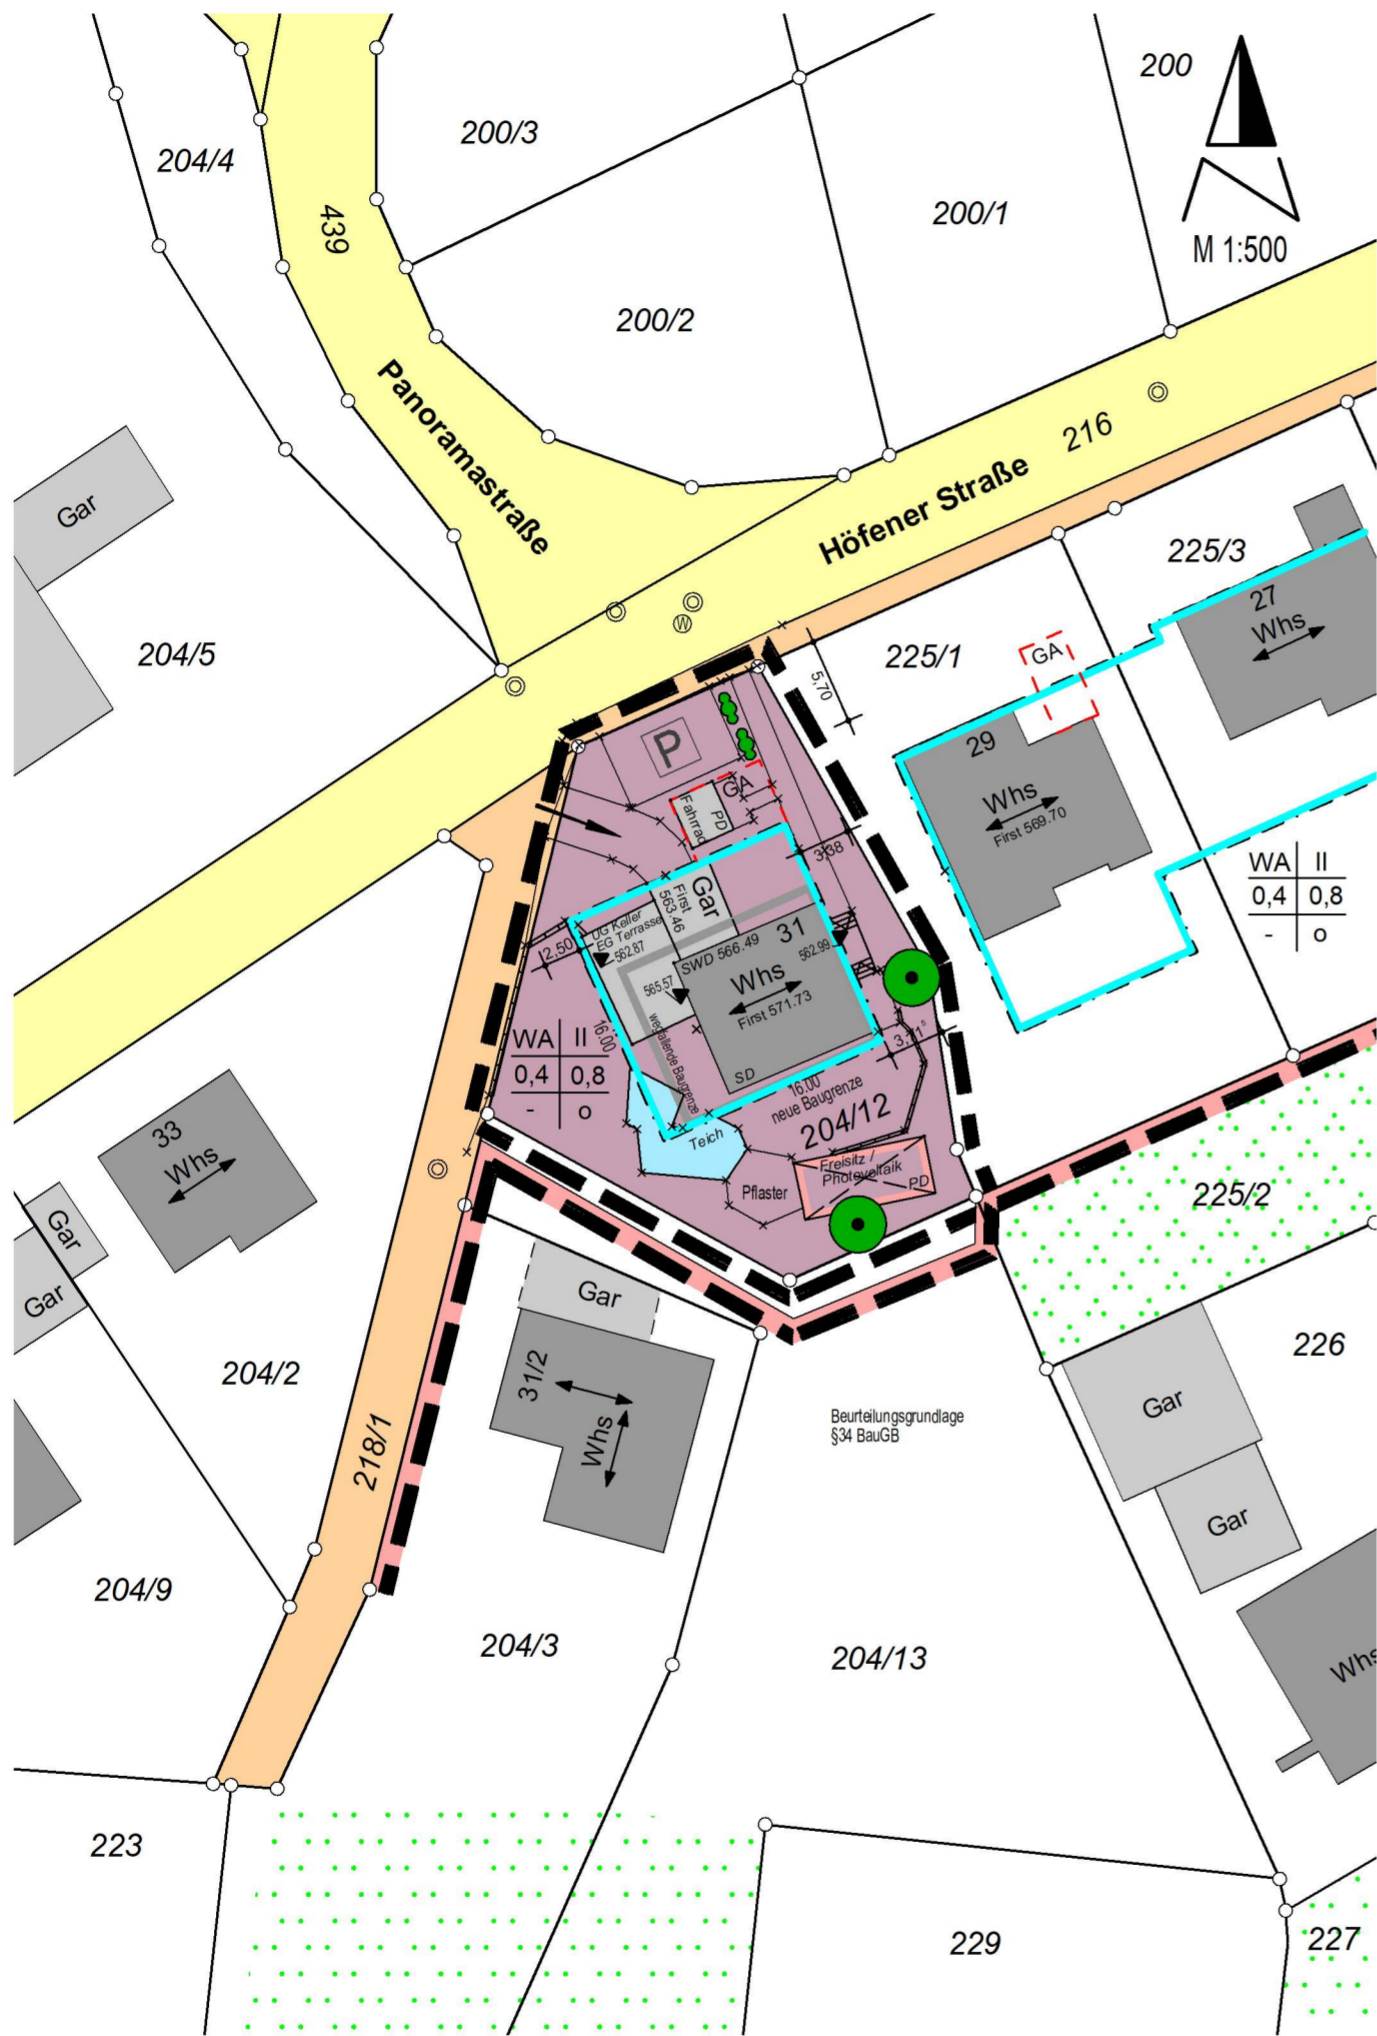 200
204/4
200/3
439
200/1
M 1:500
200/2
Panoramastraße
216
Höfener Straße
Gar
225/3
27
Whs
W
204/5
225/1
GA
5,70
29
Whs
First 569.70
P
GA
Fahrrad
PD
3,38
WA II
0,4 0,8
- o
Gar
First
563.46
UG Keller
EG Terrasse
562.87
2,50
31
SWD 566.49
562.99
Whs
First 571.73
565.57
16.00
wegfallende Baugrenze
SD
3,71⁵
WA II
0,4 0,8
- o
16.00
neue Baugrenze
204/12
Teich
Freisitz /
Photovoltaik
PD
Pflaster
33
Whs
225/2
Gar
Gar
Gar
226
204/2
31/2
Whs
Gar
Beurteilungsgrundlage
§34 BauGB
218/1
Gar
204/9
204/3
204/13
Whs
223
229
227